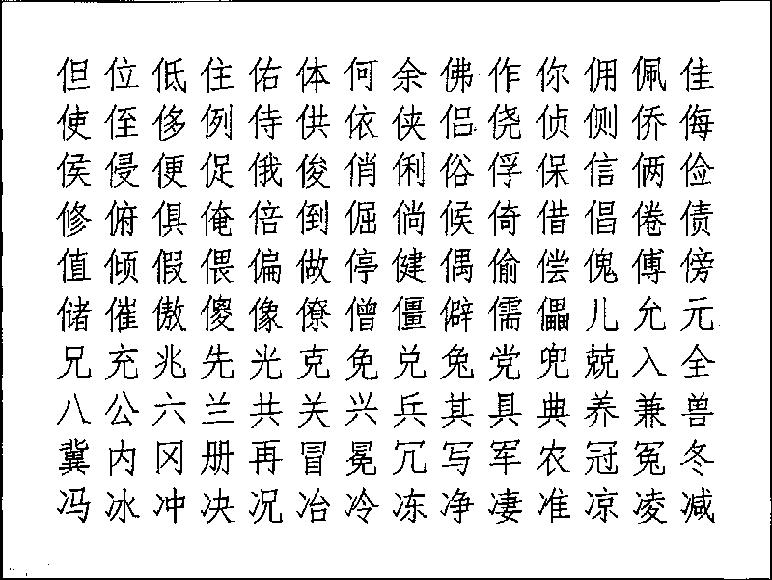 但位低住佑体何余佛作你佣佩佳
使侄侈例侍供依侠侣侥侦侧侨侮
侯侵便促俄俊俏俐俗俘保信俩俭
修俯俱俺倍倒倔倘候倚借倡倦债
值倾假偎偏做停健偶偷偿傀傅傍
储催傲傻像僚僧僵僻儒儡儿允元
兄充兆先光克免兑兔党兜兢入全
八公六兰共关兴兵其具典养兼兽
冀内冈册再冒冕冗写军农冠冤冬
冯冰冲决况冶冷冻净凄准凉凌减